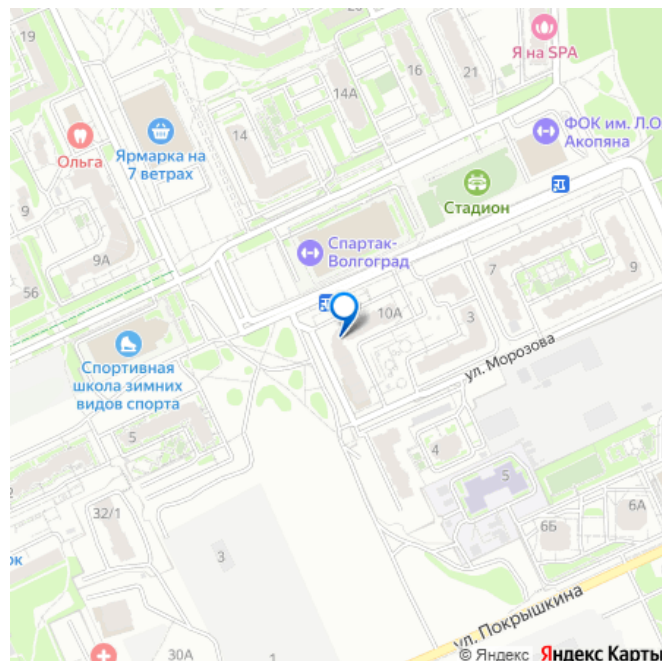 19
Я на SPA
16
21
14А
ФОК им. Л.О
Акопяна
14
Ольга
Ярмарка на
7 ветрах
Стадион
9
Спартак-
Волгоград
9А
7
9
56
10А
3
Спортивная
школа зимних
видов спорта
ул. Морозова
5
4
5
2
32/1
6А
6Б
3
ок
ул. Покрышкина
30А
1
© Яндекс Яндекс Карты